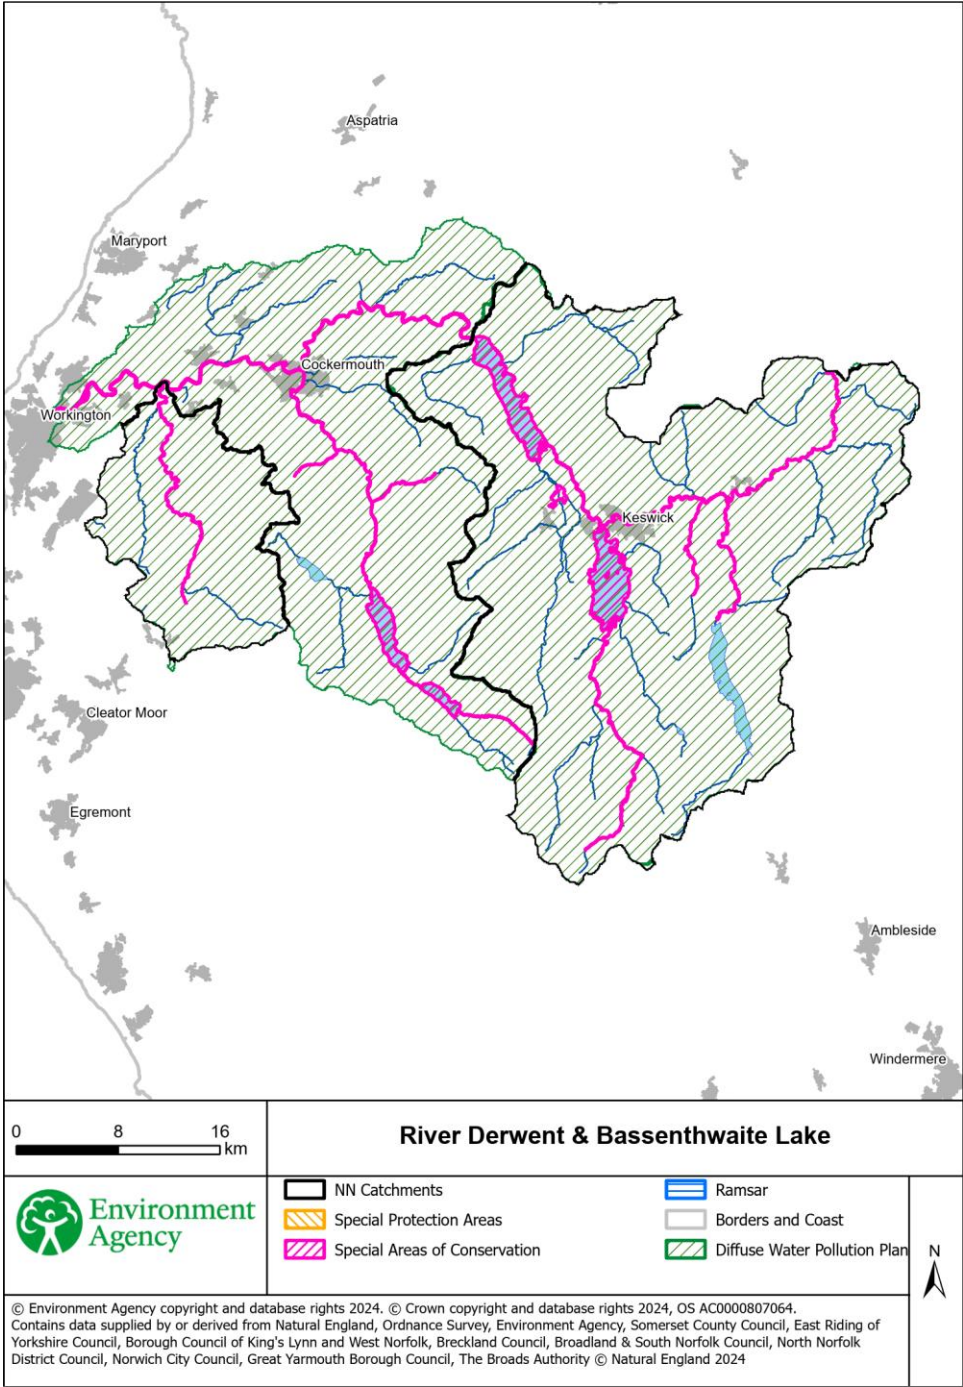 Aspatria
Maryport
Cockermouth
Workington
Keswick
Cleator Moor
Egremont
Ambleside
Windermere
0 8 16
km
River Derwent & Bassenthwaite Lake
Environment
Agency
NN Catchments
Special Protection Areas
Special Areas of Conservation
Ramsar
Borders and Coast
Diffuse Water Pollution Plan
N
© Environment Agency copyright and database rights 2024. © Crown copyright and database rights 2024, OS AC0000807064.
Contains data supplied by or derived from Natural England, Ordnance Survey, Environment Agency, Somerset County Council, East Riding of
Yorkshire Council, Borough Council of King's Lynn and West Norfolk, Breckland Council, Broadland & South Norfolk Council, North Norfolk
District Council, Norwich City Council, Great Yarmouth Borough Council, The Broads Authority © Natural England 2024